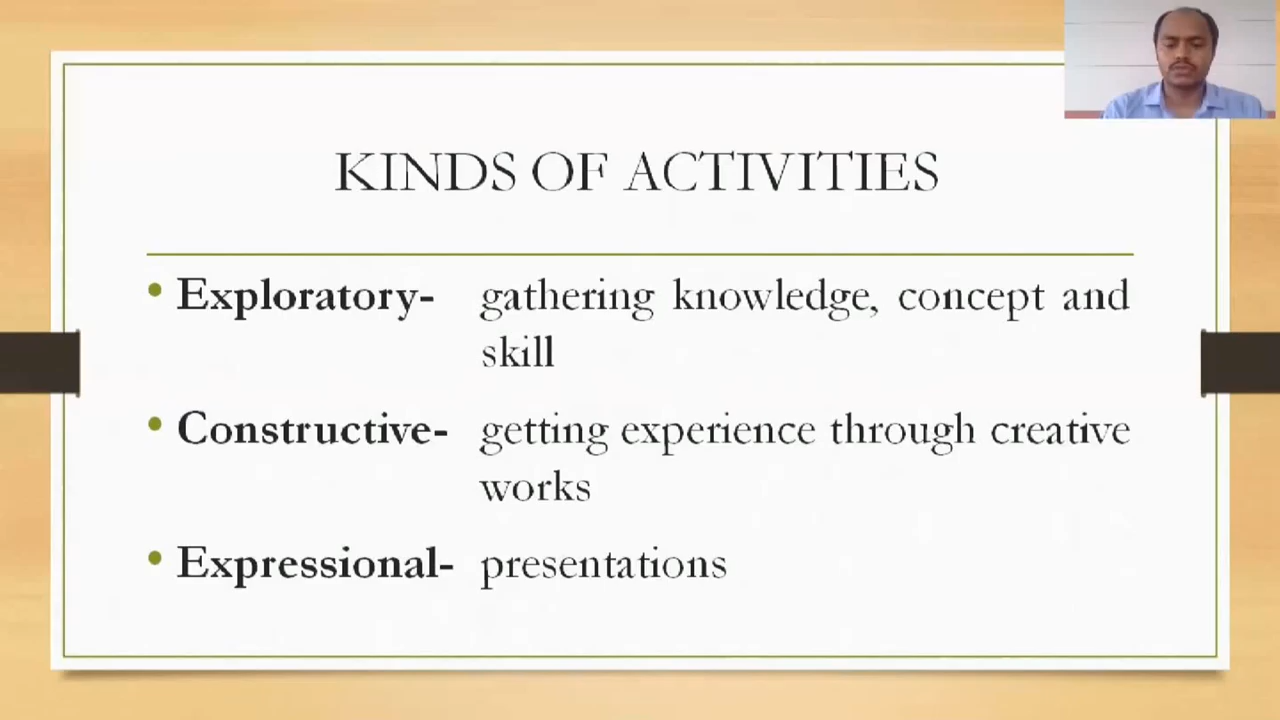 KINDS OF ACTIVITIES
• Exploratory- gathering knowledge, concept and
skill
• Constructive- getting experience through creative
works
• Expressional- presentations